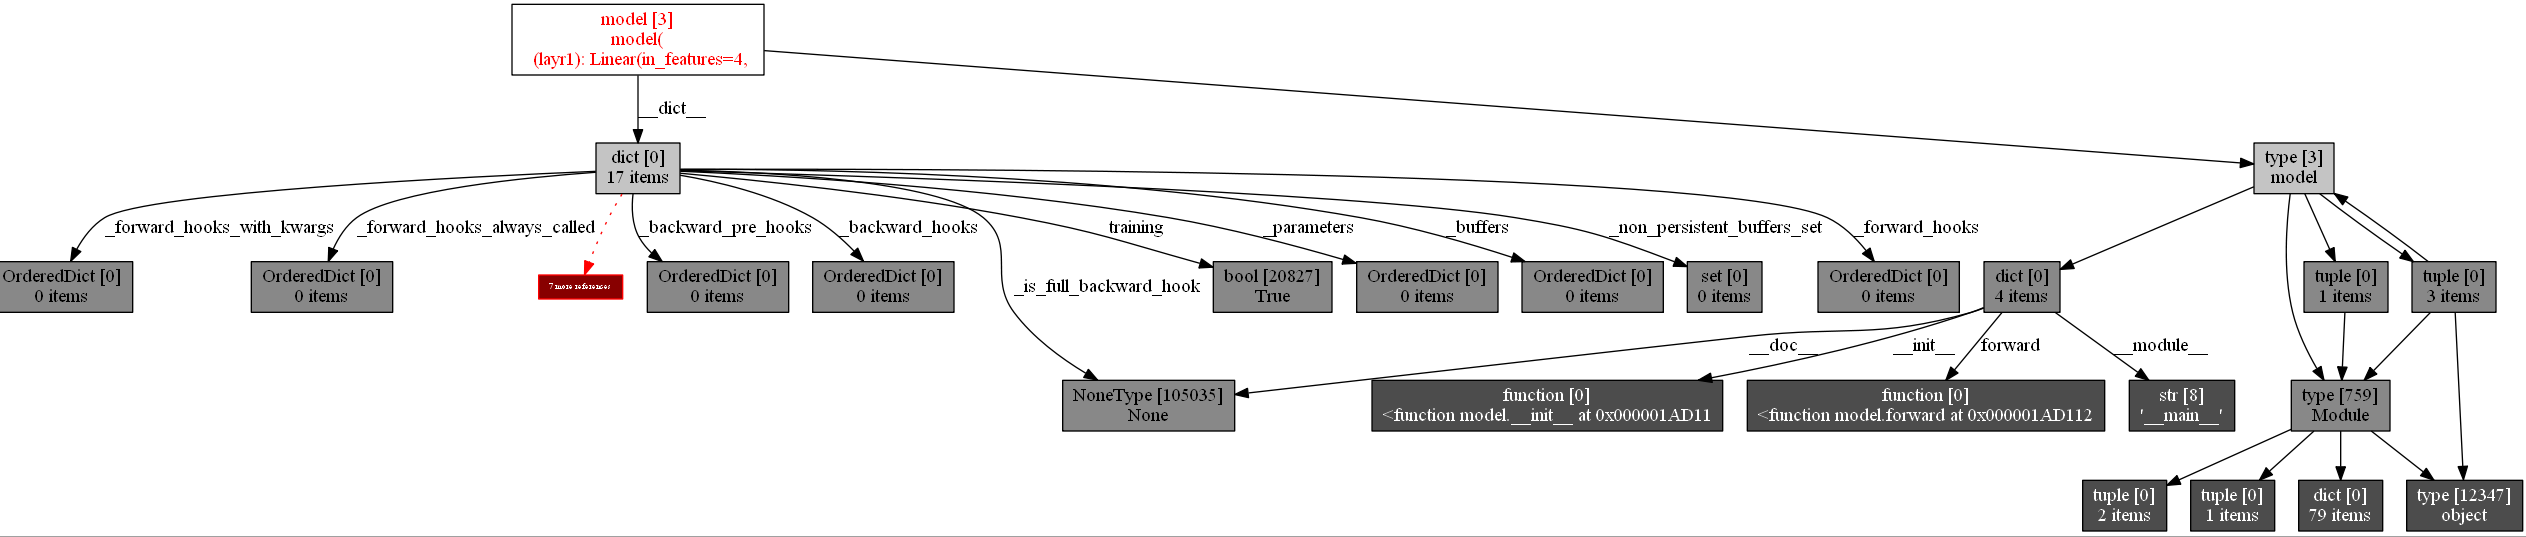 model [3]
model(
(layr1): Linear(in_features=4,
__dict__
dict [0]
17 items
type [3]
model
_forward_hooks_with_kwargs
_forward_hooks_always_called
_backward_pre_hooks
_backward_hooks
training
_parameters
_buffers
_non_persistent_buffers_set
_forward_hooks
OrderedDict [0]
0 items
OrderedDict [0]
0 items
7 more references
OrderedDict [0]
0 items
OrderedDict [0]
0 items
_is_full_backward_hook
bool [20827]
True
OrderedDict [0]
0 items
OrderedDict [0]
0 items
set [0]
0 items
OrderedDict [0]
0 items
dict [0]
4 items
tuple [0]
1 items
tuple [0]
3 items
__doc__
__init__
forward
__module__
NoneType [105035]
None
function [0]
<function model.__init__ at 0x000001AD11
function [0]
<function model.forward at 0x000001AD112
str [8]
'__main__'
type [759]
Module
tuple [0]
2 items
tuple [0]
1 items
dict [0]
79 items
type [12347]
object